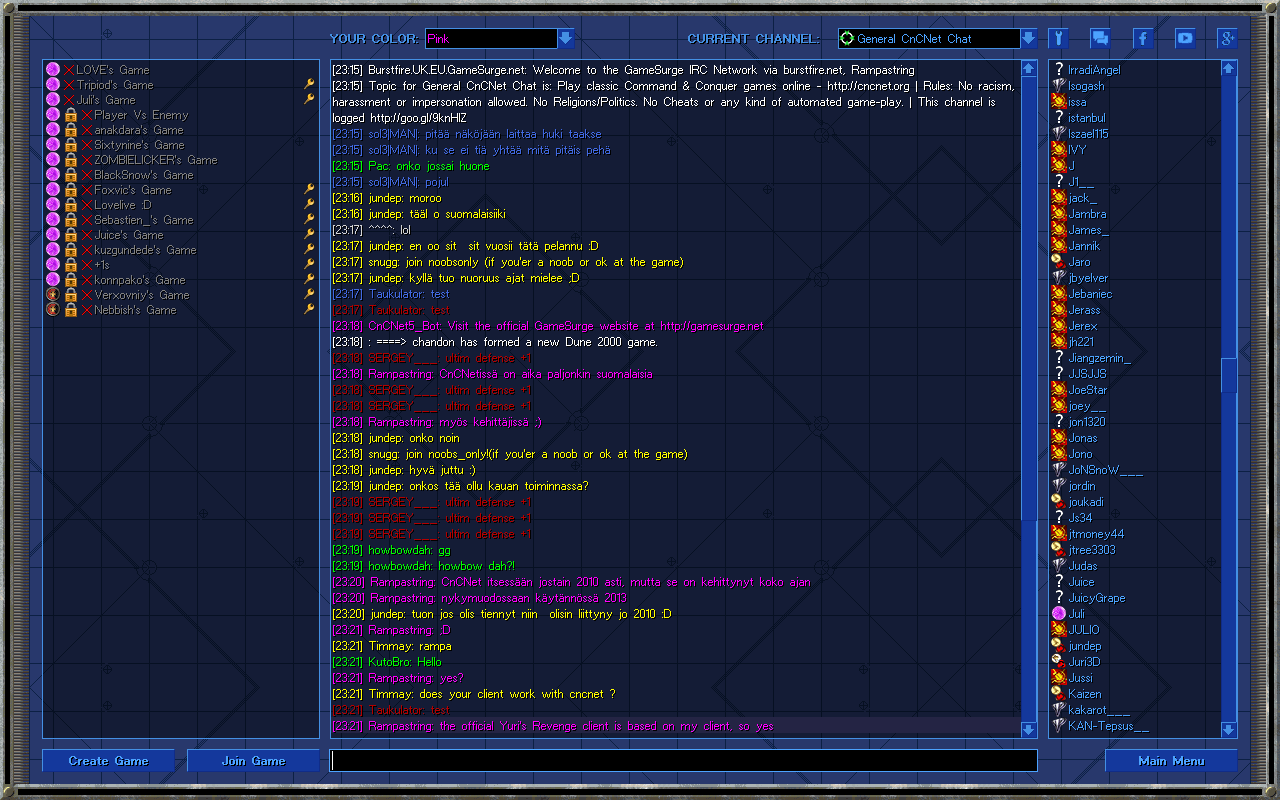 YOUR COLOR: Pink CURRENT CHANNEL: General CnCNet Chat
LOVE's Game
Tripiod's Game
Juli's Game
Player Vs Enemy
anakdara's Game
Sixtynine's Game
ZOMBIELICKER's Game
BlackSnow's Game
Foxvic's Game
Lovelive :D
Sebastien_'s Game
Juice's Game
kuzgundede's Game
+1s
konnpako's Game
Verxovniy's Game
Nebbish's Game
[23:15] Burstfire.UK.EU.GameSurge.net: Welcome to the GameSurge IRC Network via burstfire.net, Rampastring
[23:15] Topic for General CnCNet Chat is: Play classic Command & Conquer games online - http://cncnet.org | Rules: No racism,
harassment or impersonation allowed. No Religions/Politics. No Cheats or any kind of automated game-play. | This channel is
logged
[23:15] sol3|MAN|: pitää näköjään laittaa huki taakse
[23:15] sol3|MAN|: ku se ei tiä yhtää mitä pitäis pehä
[23:15] Pac: onko jossai huone
[23:15] sol3|MAN|: pojul
[23:16] jundep: moroo
[23:16] jundep: tääl o suomalaisiiki
[23:17] ^^^^: lol
[23:17] jundep: en oo sit sit vuosii tätä pelannu :D
[23:17] snugg: join noobsonly (if you'er a noob or ok at the game)
[23:17] jundep: kyllä tun nuoruus ajat mielee :D
[23:17] Taukulator: test
[23:17] Taukulator: test
[23:18] CnCNet5_Bot: Visit the official GameSurge website at http://gamesurge.net
[23:18] : ====> chandon has formed a new Dune 2000 game.
[23:18] SERGEY___: ultim datense +1
[23:18] Rampastring: CnCNetissä on aika paljonkin suomalaisia
[23:18] SERGEY___: ultim datense +1
[23:18] SERGEY___: ultim datense +1
[23:18] Rampastring: myös kehittäjissä ;)
[23:18] jundep: onko noin
[23:18] snugg: join noobs_only!(if you'er a noob or ok at the game)
[23:18] jundep: hyvä juttu :)
[23:19] jundep: onkos tää ollu kauan toiminnassa?
[23:19] SERGEY___: ultim datense +1
[23:19] SERGEY___: ultim datense +1
[23:19] SERGEY___: ultim datense +1
[23:19] howbowdah: gg
[23:19] howbowdah: howbow dah?!
[23:20] Rampastring: CnCNet itsessään jostain 2010 asti, mutta se on kehittynyt koko ajan
[23:20] Rampastring: nykymuodossaan käytännössä 2013
[23:20] jundep: tuon jos olis tiennyt niin olisin liittyny jo 2010 :D
[23:21] Rampastring: ;D
[23:21] Timmay: rampa
[23:21] KutoBro: Hello
[23:21] Rampastring: yes?
[23:21] Timmay: does your client work with cncnet ?
[23:21] Taukulator: test
[23:21] Rampastring: the official Yuri's Revenge client is based on my client, so yes
IrradiAngel
Isogash
issa
istanbul
Iszael115
IVY
J
J1__
jack_
Jambra
James_
Jannik
Jaro
jbyelver
Jebaniec
Jerass
Jerex
jh221
Jiangzemin_
JJSJJS
JoeStar
joey__
jon1320
Jonas
Jono
JoNSnoW___
jordin
joukadi
Js34
jtmoney44
jtree3303
Judas
Juice
JuicyGrape
Juli
JULIO
jundep
Juri3D
Jussi
Kaizen
kakarot___
KAN-Tepsus__
Create Game Join Game Main Menu